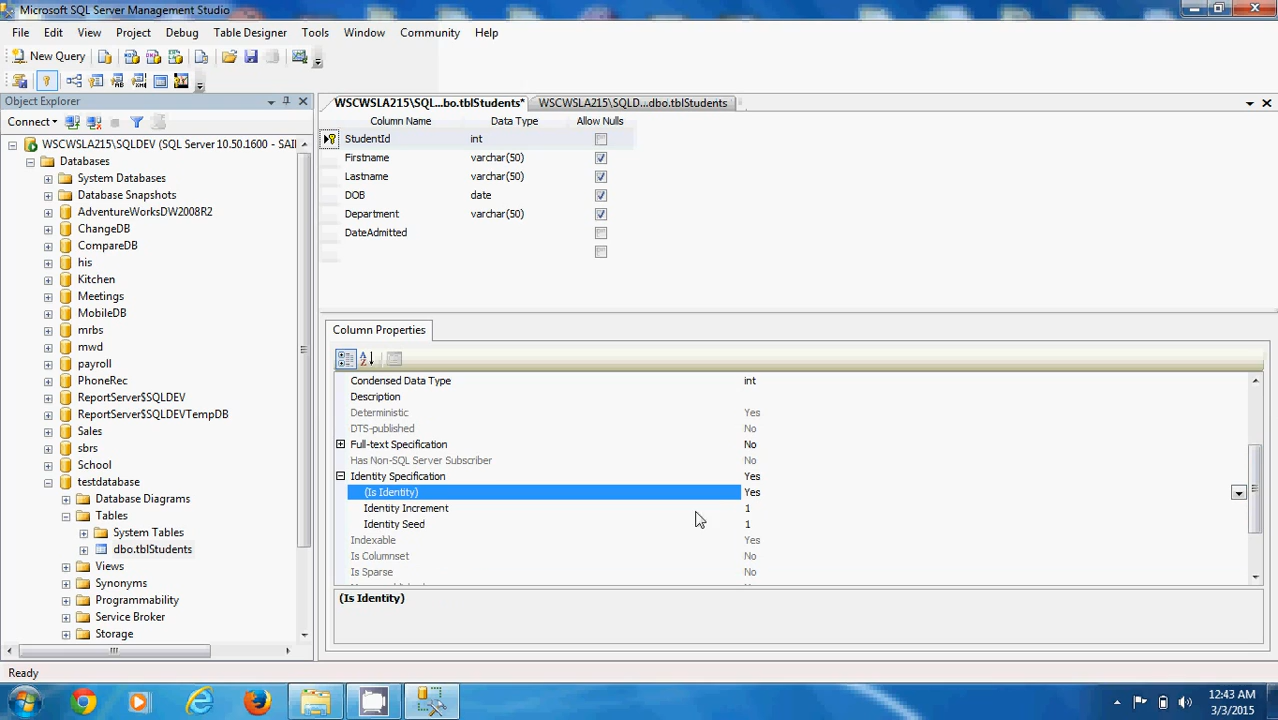 Microsoft SQL Server Management Studio
File Edit View Project Debug Table Designer Tools Window Community Help
New Query
Object Explorer
WSCWSLA215\SQL...bo.tblStudents* WSCWSLA215\SQLD...dbo.tblStudents
Connect
WSCWSLA215\SQLDEV (SQL Server 10.50.1600 - SAI
Databases
System Databases
Database Snapshots
AdventureWorksDW2008R2
ChangeDB
CompareDB
his
Kitchen
Meetings
MobileDB
mrbs
mwd
payroll
PhoneRec
ReportServer$SQLDEV
ReportServer$SQLDEVTempDB
Sales
sbrs
School
testdatabase
Database Diagrams
Tables
System Tables
dbo.tblStudents
Views
Synonyms
Programmability
Service Broker
Storage
Column Name Data Type Allow Nulls
StudentId int
Firstname varchar(50)
Lastname varchar(50)
DOB date
Department varchar(50)
DateAdmitted
Column Properties
Condensed Data Type int
Description
Deterministic Yes
DTS-published No
Full-text Specification No
Has Non-SQL Server Subscriber No
Identity Specification Yes
(Is Identity) Yes
Identity Increment 1
Identity Seed 1
Indexable Yes
Is Columnset No
Is Sparse No
(Is Identity)
Ready
12:43 AM
3/3/2015